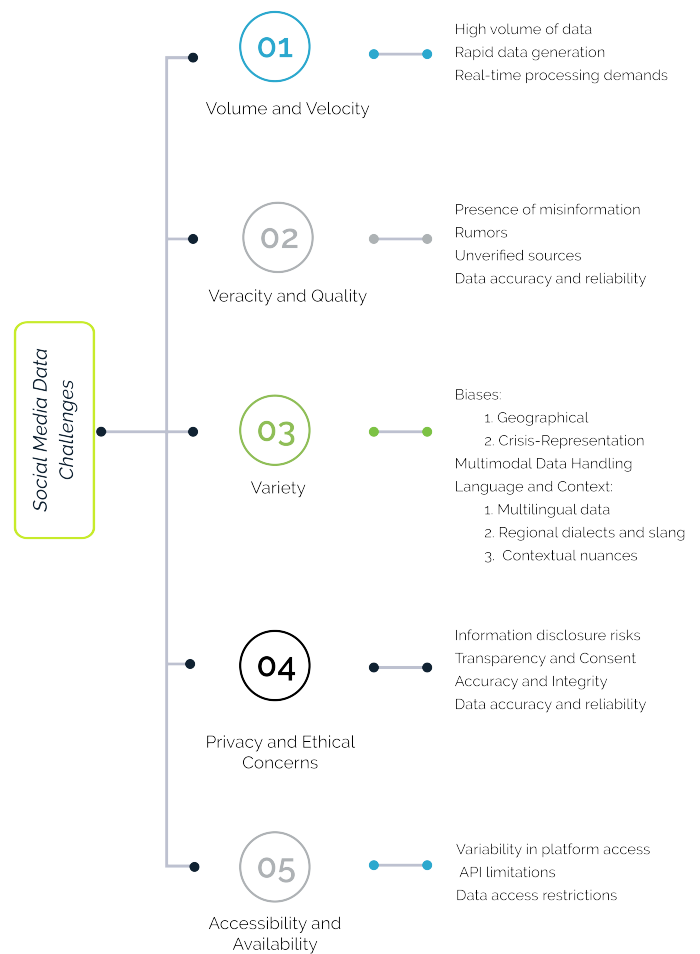 Social Media Data
Challenges
01
Volume and Velocity
High volume of data
Rapid data generation
Real-time processing demands
02
Veracity and Quality
Presence of misinformation
Rumors
Unverified sources
Data accuracy and reliability
03
Variety
Biases:
1. Geographical
2. Crisis-Representation
Multimodal Data Handling
Language and Context:
1. Multilingual data
2. Regional dialects and slang
3. Contextual nuances
04
Privacy and Ethical
Concerns
Information disclosure risks
Transparency and Consent
Accuracy and Integrity
Data accuracy and reliability
05
Accessibility and
Availability
Variability in platform access
API limitations
Data access restrictions